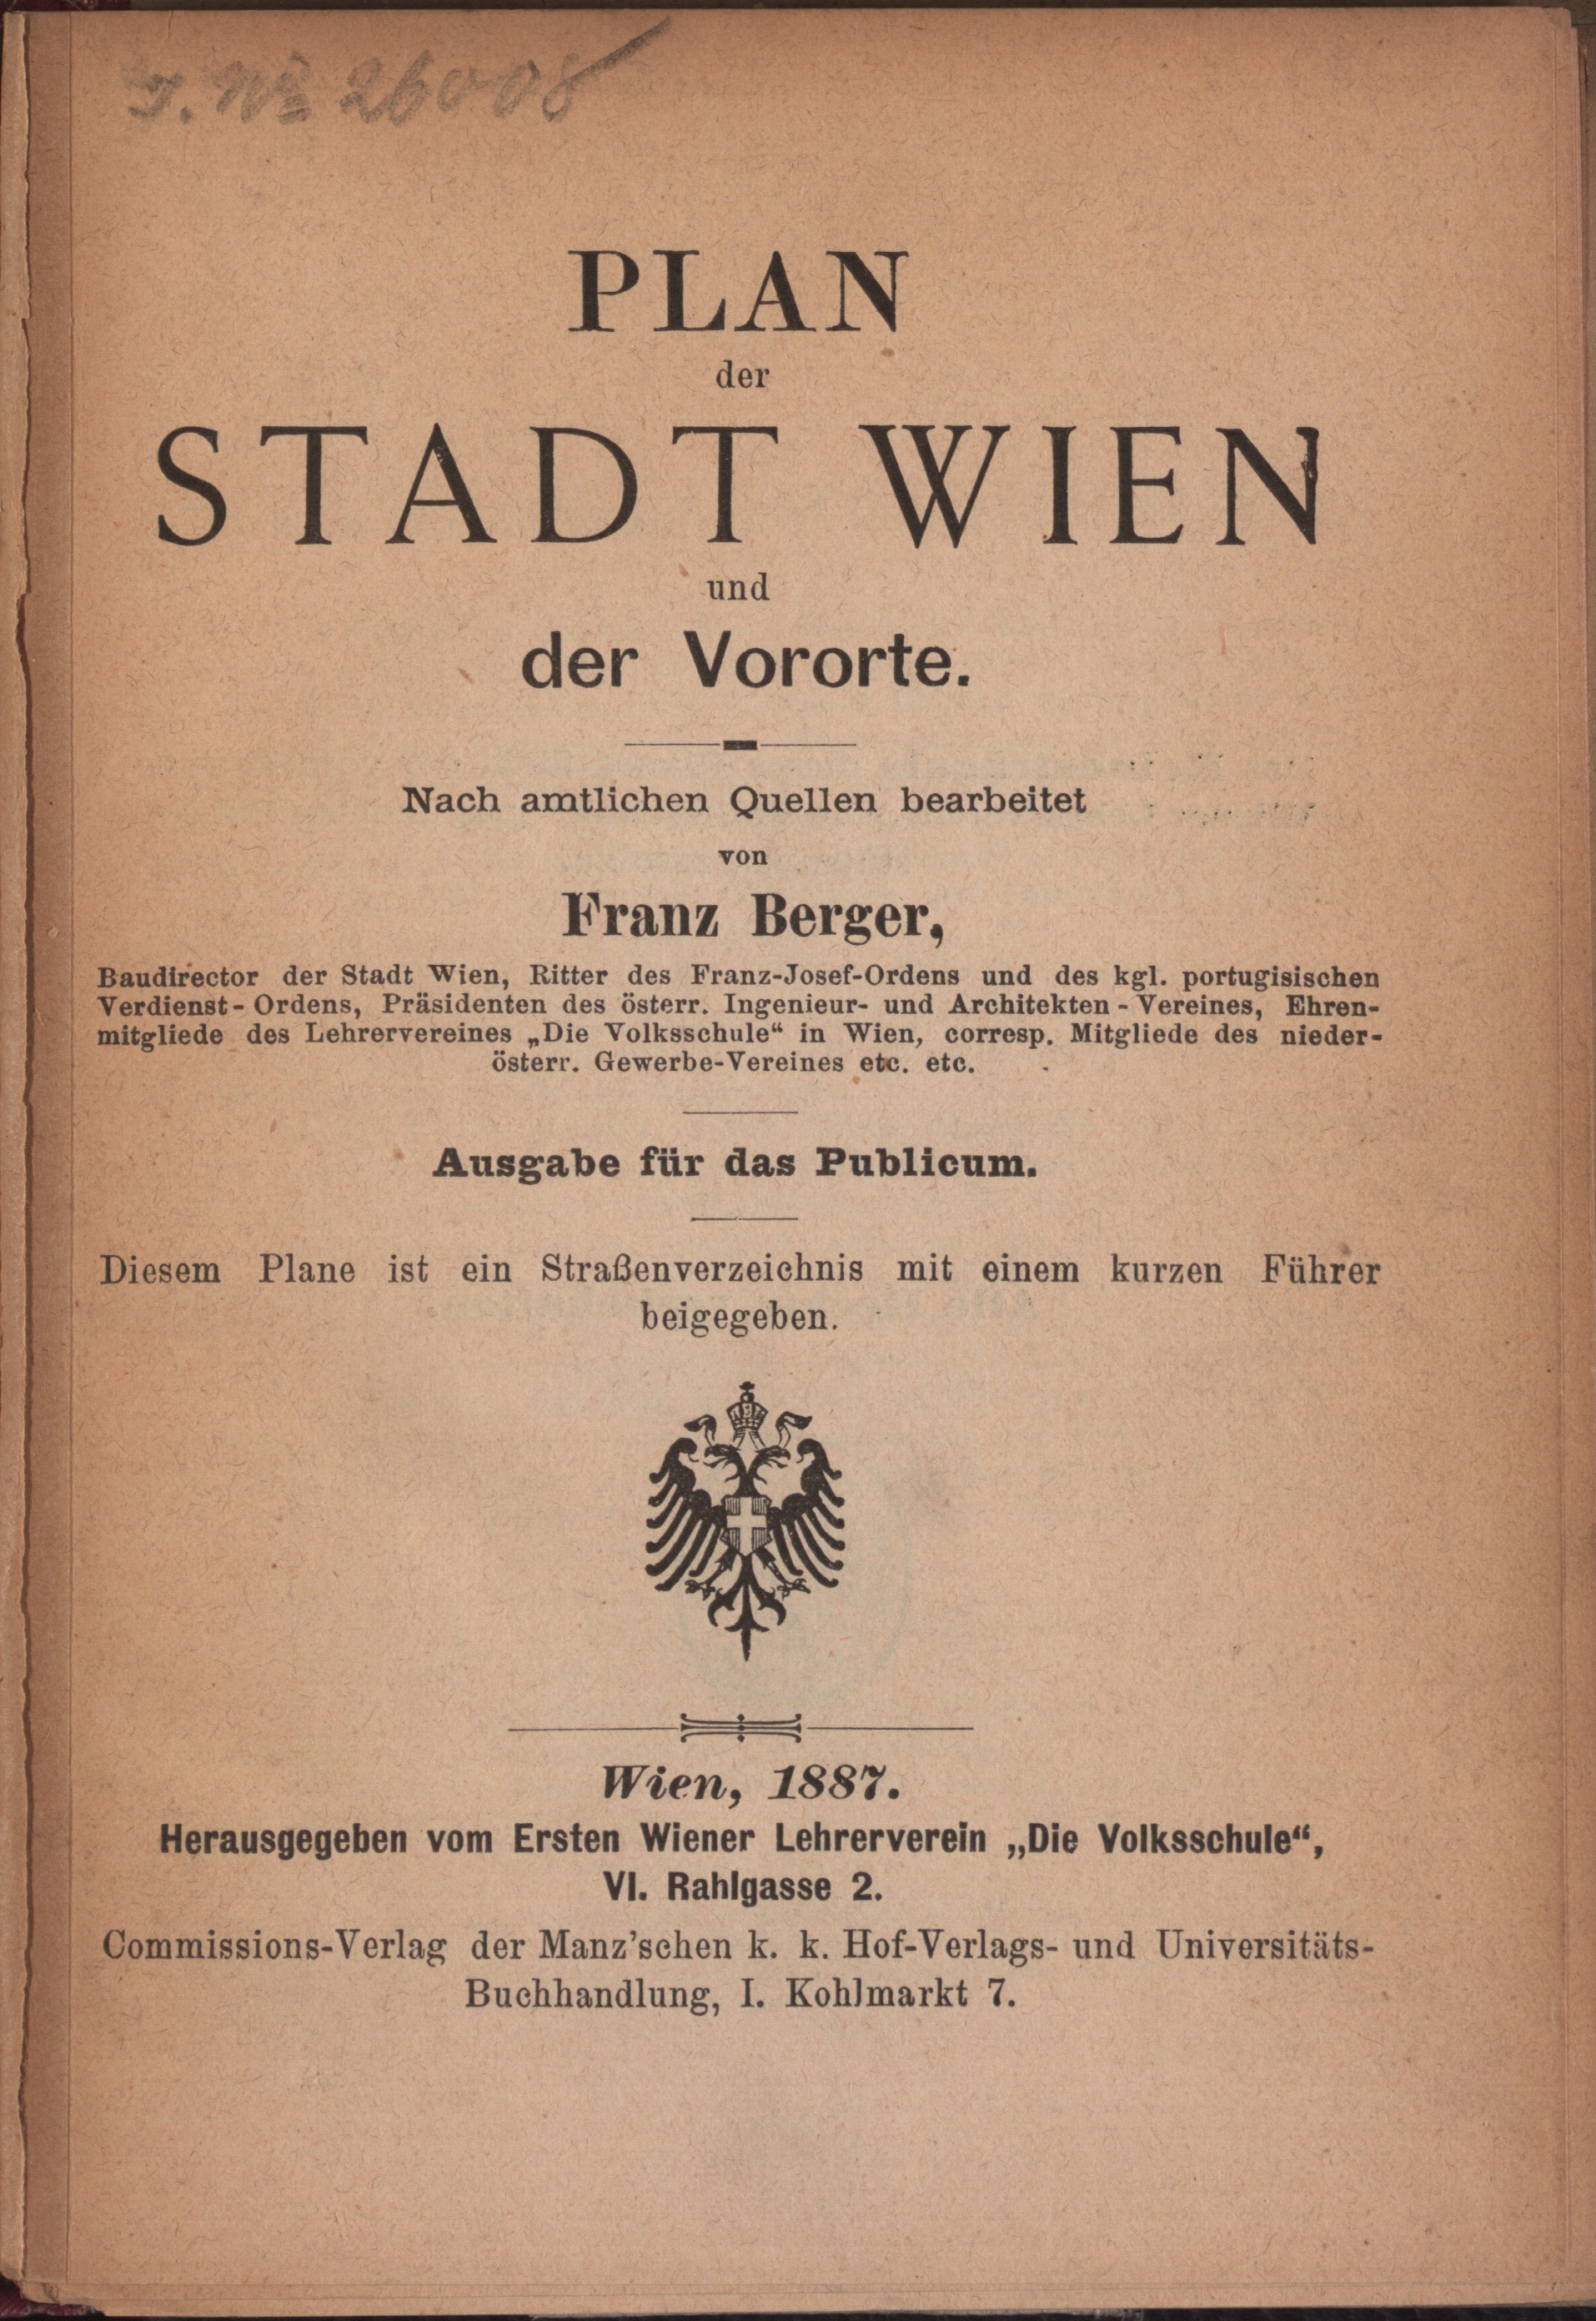 J. № 26008
PLAN
der
STADT WIEN
und
der Vororte.
Nach amtlichen Quellen bearbeitet
von
Franz Berger,
Baudirector der Stadt Wien, Ritter des Franz-Josef-Ordens und des kgl. portugisischen
Verdienst-Ordens, Präsidenten des österr. Ingenieur- und Architekten-Vereines, Ehren-
mitgliede des Lehrervereines „Die Volksschule“ in Wien, corresp. Mitgliede des nieder-
österr. Gewerbe-Vereines etc. etc.
Ausgabe für das Publicum.
Diesem Plane ist ein Straßenverzeichnis mit einem kurzen Führer
beigegeben.
Wien, 1887.
Herausgegeben vom Ersten Wiener Lehrerverein „Die Volksschule“,
VI. Rahlgasse 2.
Commissions-Verlag der Manz'schen k. k. Hof-Verlags- und Universitäts-
Buchhandlung, I. Kohlmarkt 7.